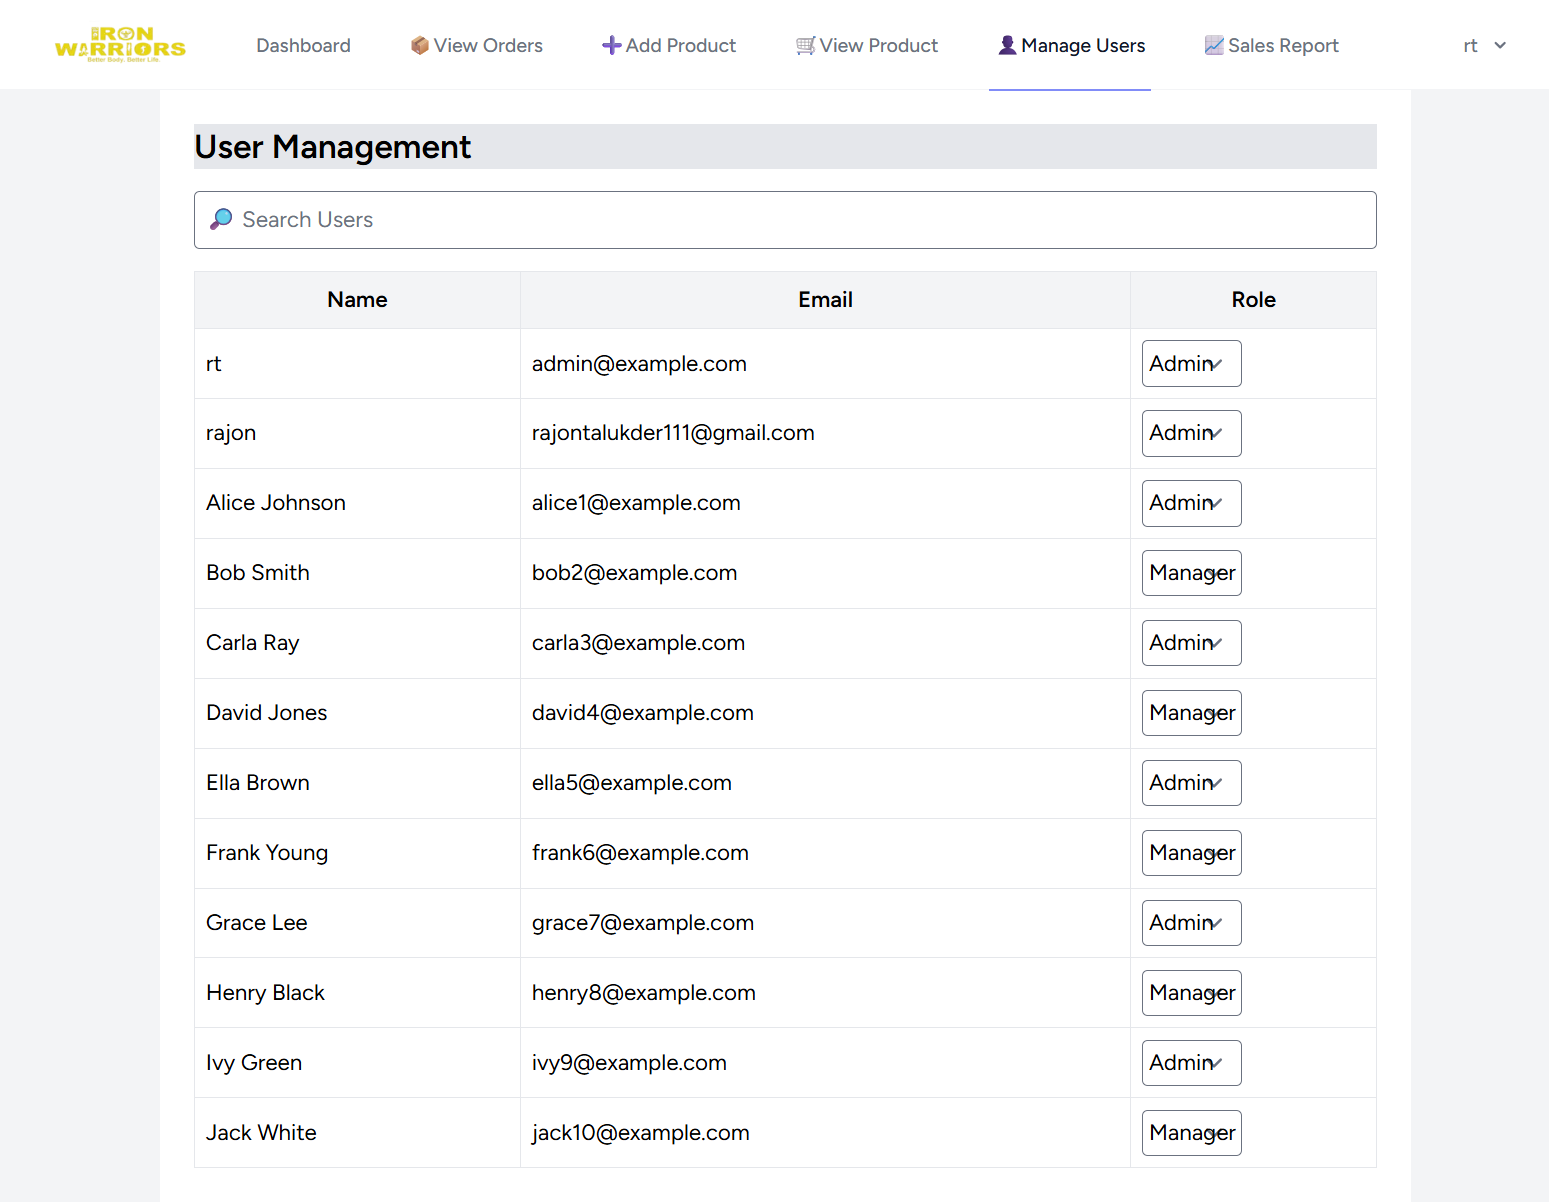 IRON
WARRIORS
Better Body. Better Life.
Dashboard View Orders Add Product View Product Manage Users Sales Report rt
User Management
Search Users
Name Email Role
rt admin@example.com Admin
rajon rajontalukder111@gmail.com Admin
Alice Johnson alice1@example.com Admin
Bob Smith bob2@example.com Manager
Carla Ray carla3@example.com Admin
David Jones david4@example.com Manager
Ella Brown ella5@example.com Admin
Frank Young frank6@example.com Manager
Grace Lee grace7@example.com Admin
Henry Black henry8@example.com Manager
Ivy Green ivy9@example.com Admin
Jack White jack10@example.com Manager